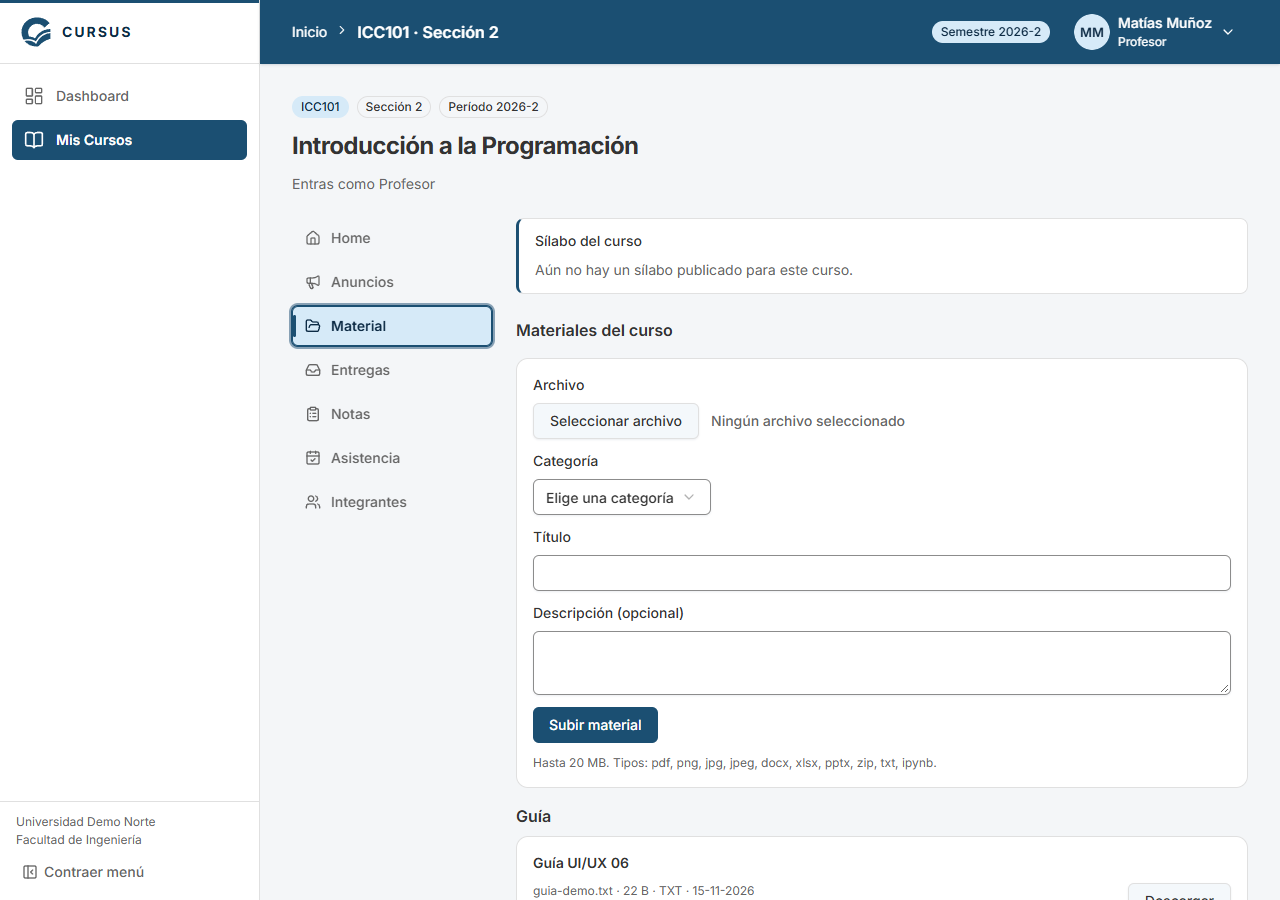 CURSUS
Inicio
ICC101 · Sección 2
Semestre 2026-2
MM
Matías Muñoz
Profesor
Dashboard
Mis Cursos
ICC101
Sección 2
Período 2026-2
Introducción a la Programación
Entras como Profesor
Home
Anuncios
Material
Entregas
Notas
Asistencia
Integrantes
Sílabo del curso
Aún no hay un sílabo publicado para este curso.
Materiales del curso
Archivo
Seleccionar archivo
Ningún archivo seleccionado
Categoría
Elige una categoría
Título
Descripción (opcional)
Subir material
Hasta 20 MB. Tipos: pdf, png, jpg, jpeg, docx, xlsx, pptx, zip, txt, ipynb.
Guía
Guía UI/UX 06
guia-demo.txt · 22 B · TXT · 15-11-2026
Descargar
Universidad Demo Norte
Facultad de Ingeniería
Contraer menú